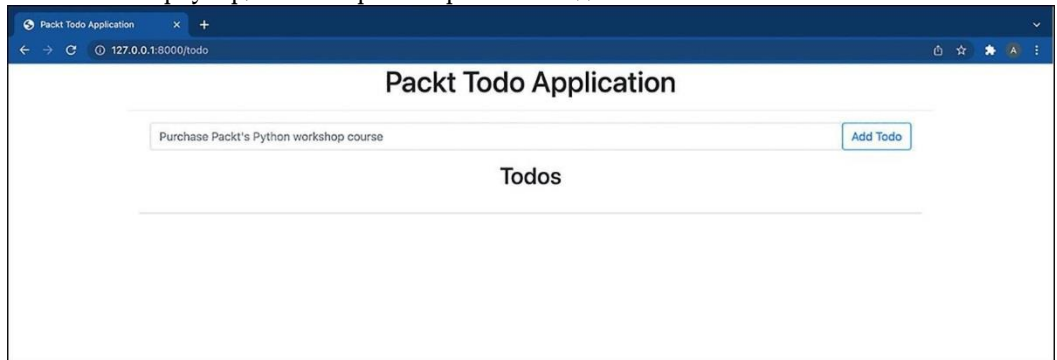 Packt Todo Application
127.0.0.1:8000/todo
A
Packt Todo Application
Purchase Packt's Python workshop course
Add Todo
Todos